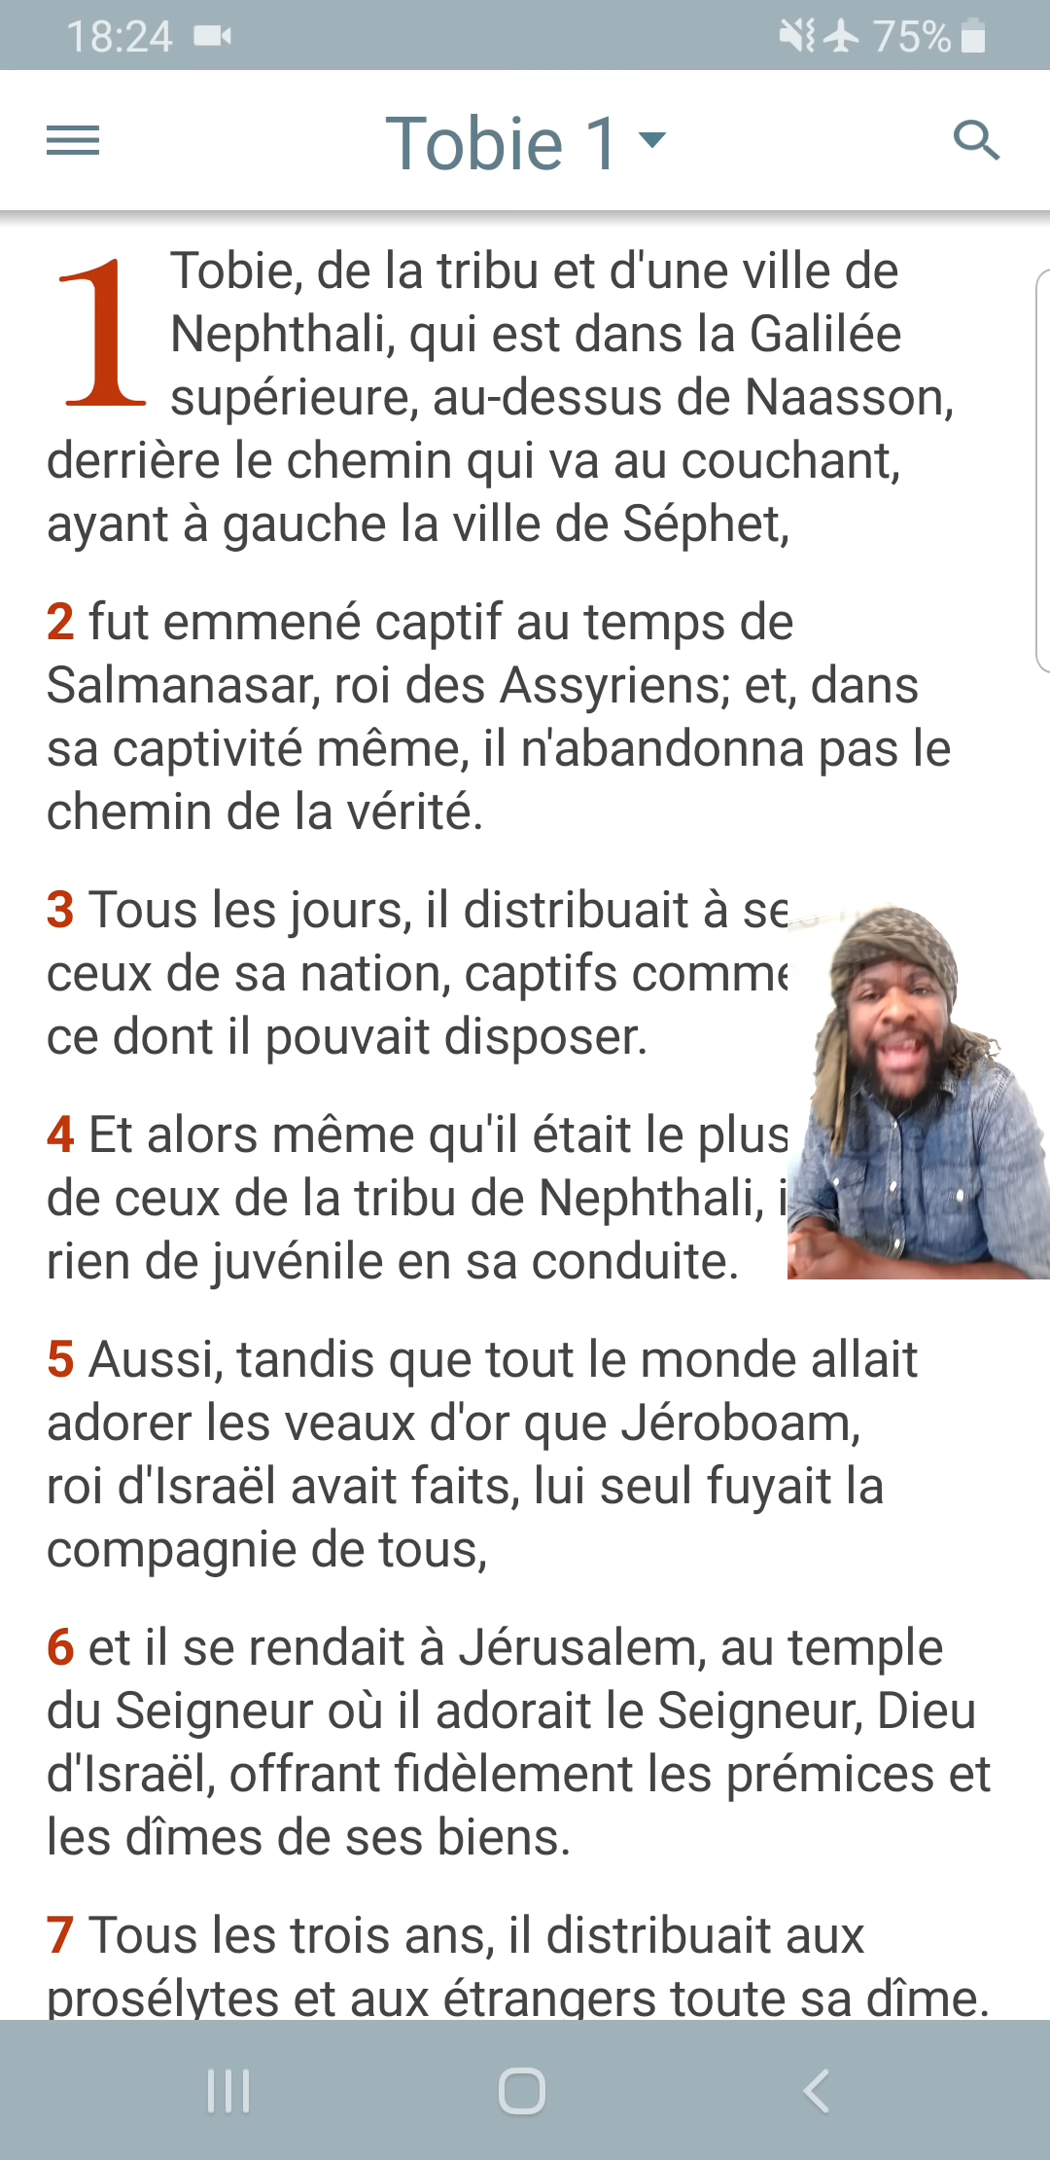 18:24 75%
Tobie 1
1 Tobie, de la tribu et d'une ville de
Nephthali, qui est dans la Galilée
supérieure, au-dessus de Naasson,
derrière le chemin qui va au couchant,
ayant à gauche la ville de Séphet,
2 fut emmené captif au temps de
Salmanasar, roi des Assyriens; et, dans
sa captivité même, il n'abandonna pas le
chemin de la vérité.
3 Tous les jours, il distribuait à
ceux de sa nation, captifs comme
ce dont il pouvait disposer.
4 Et alors même qu'il était le plus
de ceux de la tribu de Nephthali,
rien de juvénile en sa conduite.
5 Aussi, tandis que tout le monde allait
adorer les veaux d'or que Jéroboam,
roi d'Israël avait faits, lui seul fuyait la
compagnie de tous,
6 et il se rendait à Jérusalem, au temple
du Seigneur où il adorait le Seigneur, Dieu
d'Israël, offrant fidèlement les prémices et
les dîmes de ses biens.
7 Tous les trois ans, il distribuait aux
prosélytes et aux étrangers toute sa dîme.